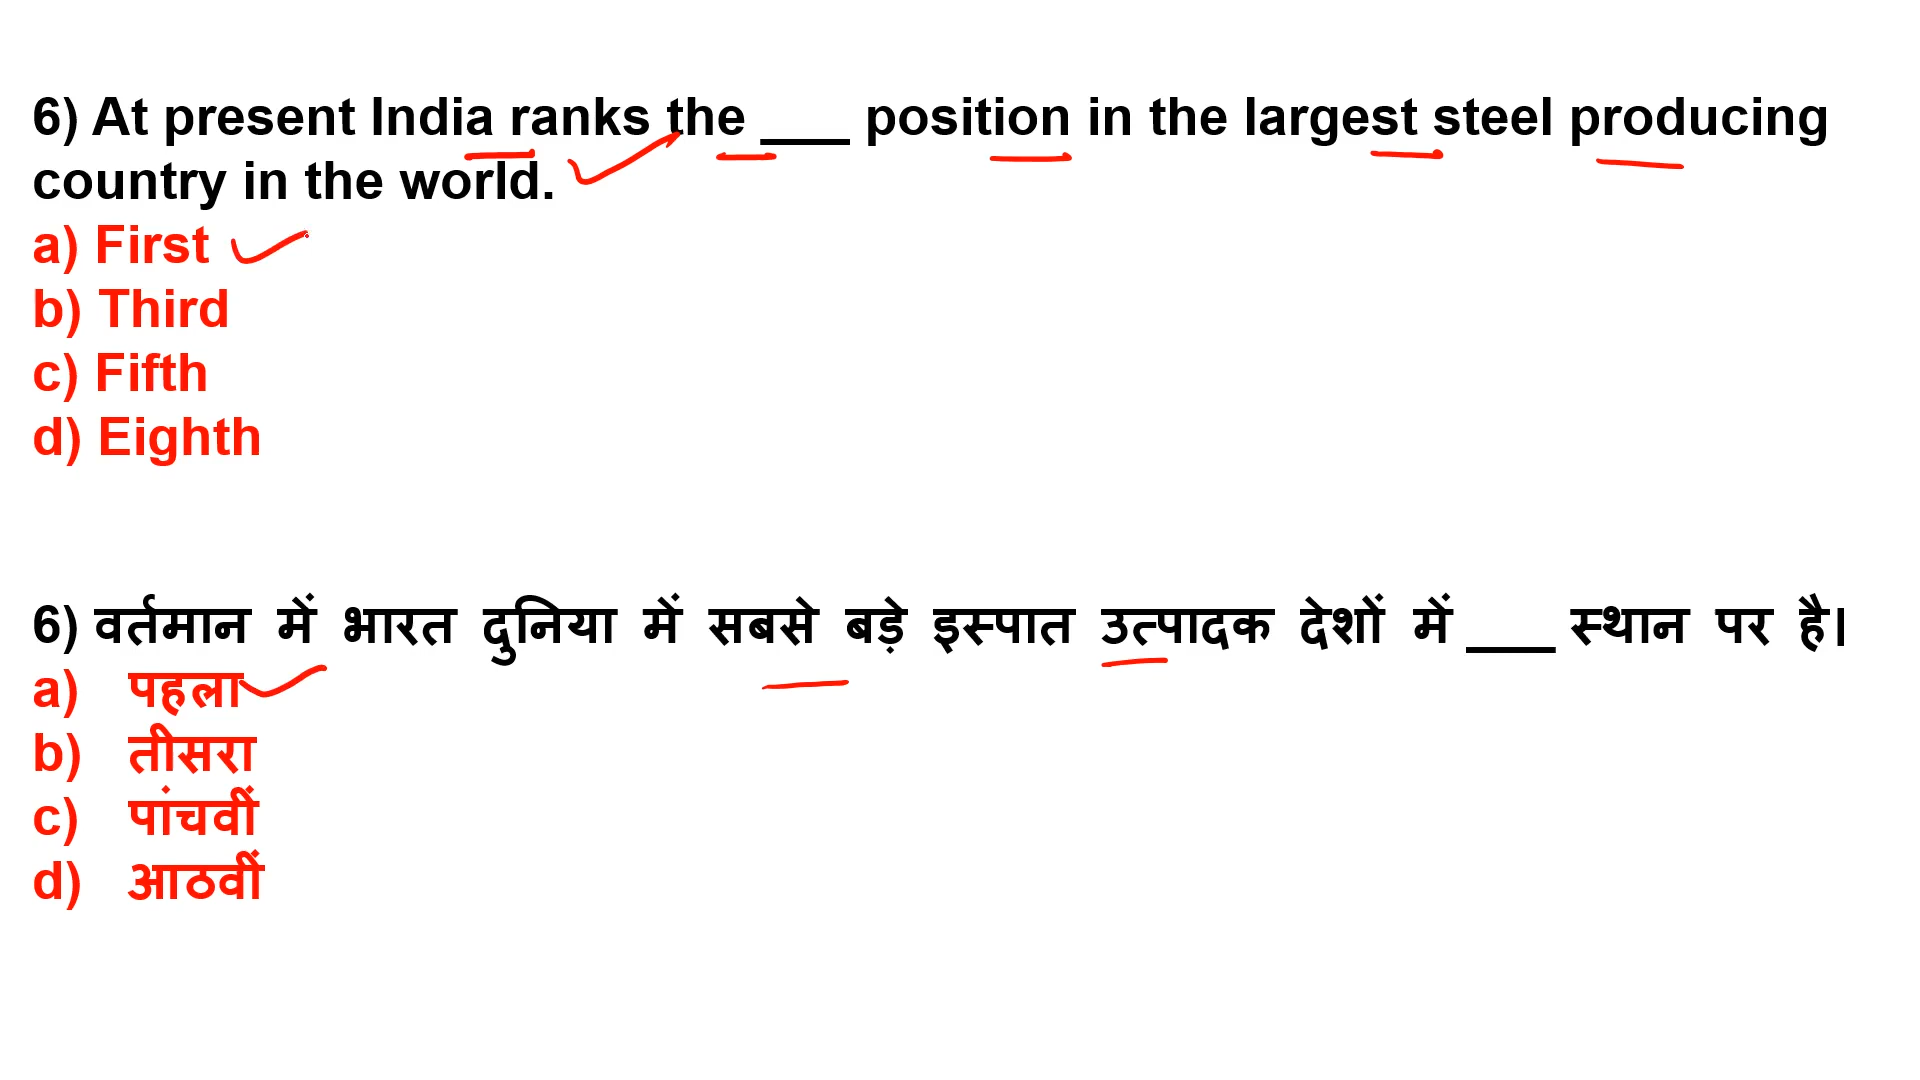 6) At present India ranks the ___ position in the largest steel producing
country in the world.
a) First
b) Third
c) Fifth
d) Eighth
6) वर्तमान में भारत दुनिया में सबसे बड़े इस्पात उत्पादक देशों में ___ स्थान पर है।
a) पहला
b) तीसरा
c) पांचवीं
d) आठवीं